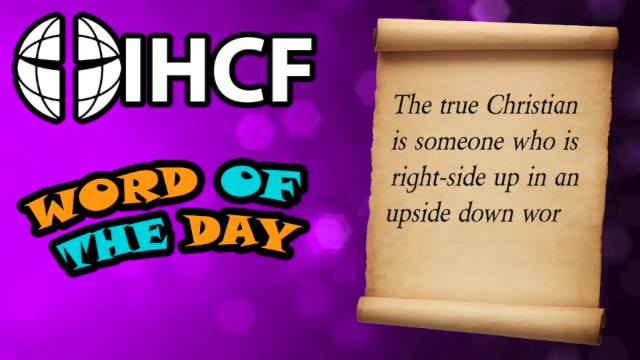 IHCF
WORD OF
THE DAY
The true Christian
is someone who is
right-side up in an
upside down wor